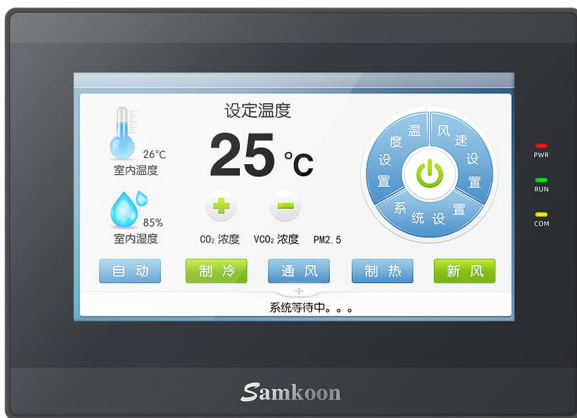 设定温度
25°C
26°C
室内温度
85%
室内湿度
CO₂ 浓度 VCO₂ 浓度 PM2.5
温度设置
风速设置
系统设置
自动 制冷 通风 制热 新风
系统等待中。。。
PWR
RUN
COM
Samkoon